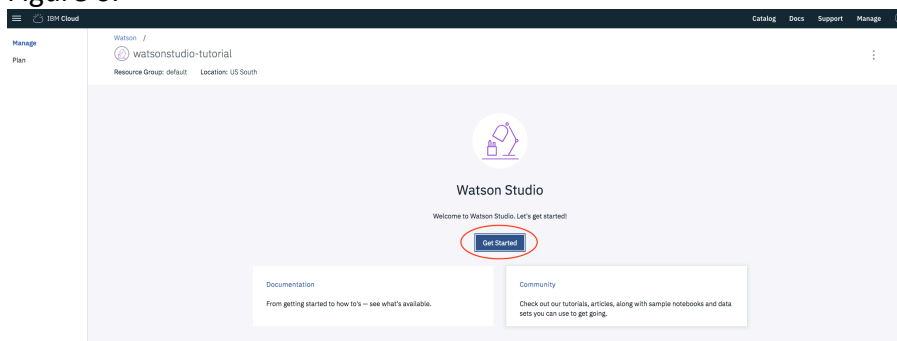 IBM Cloud
Catalog Docs Support Manage
Manage
Plan
Watson /
watsonstudio-tutorial
Resource Group: default Location: US South
Watson Studio
Welcome to Watson Studio. Let's get started!
Get Started
Documentation
From getting started to how to's — see what's available.
Community
Check out our tutorials, articles, along with sample notebooks and data
sets you can use to get going.